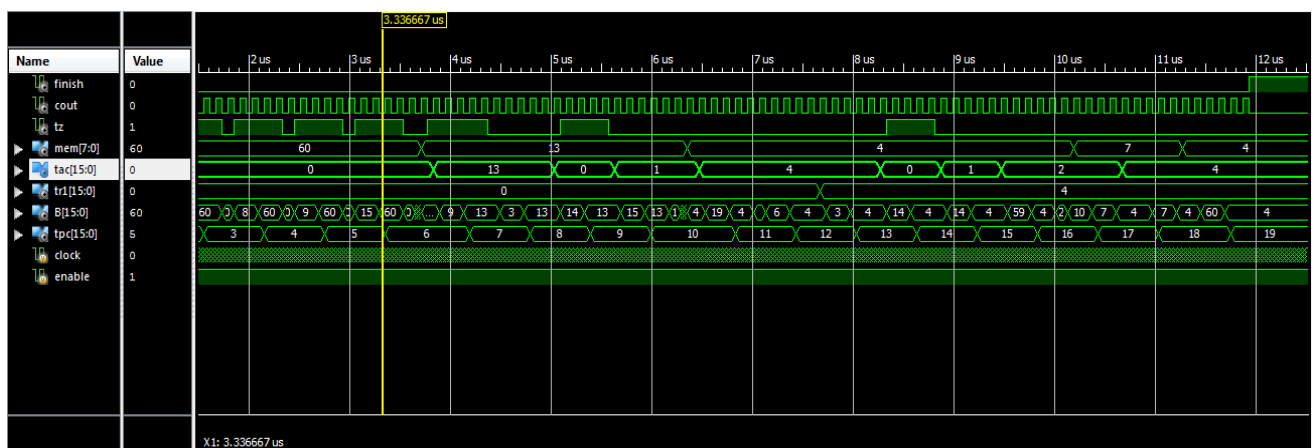 3.336667 us
Name Value 2 us 3 us 4 us 5 us 6 us 7 us 8 us 9 us 10 us 11 us 12 us
finish 0
cout 0
tz 1
mem[7:0] 60 60 13 4 7 4
tac[15:0] 0 0 13 0 1 4 0 1 2 4
tr1[15:0] 0 0 4
B[15:0] 60 60 8 60 9 60 15 60 ... 9 13 3 13 14 13 15 13 4 19 4 6 4 3 4 14 4 14 4 59 4 2 10 7 4 7 4 60 4
tpc[15:0] 5 3 4 5 6 7 8 9 10 11 12 13 14 15 16 17 18 19
clock 0
enable 1
X1: 3.336667 us